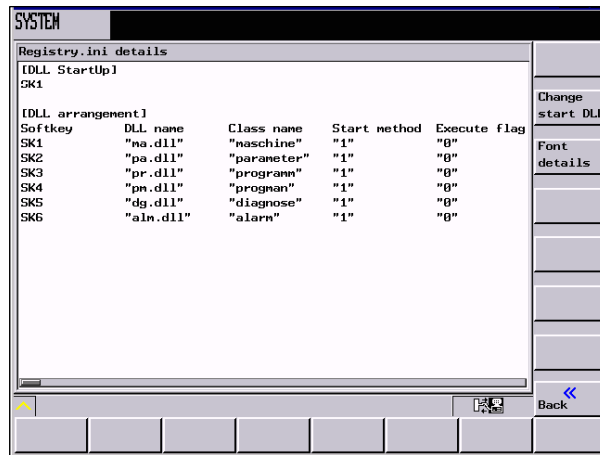 SYSTEM
Registry.ini details
[DLL StartUp]
SK1
[DLL arrangement]
Softkey DLL name Class name Start method Execute flag
SK1 "ma.dll" "maschine" "1" "0"
SK2 "pa.dll" "parameter" "1" "0"
SK3 "pr.dll" "programm" "1" "0"
SK4 "pm.dll" "progman" "1" "0"
SK5 "dg.dll" "diagnose" "1" "0"
SK6 "alm.dll" "alarm" "1" "0"
Change
start DLL
Font
details
«
Back